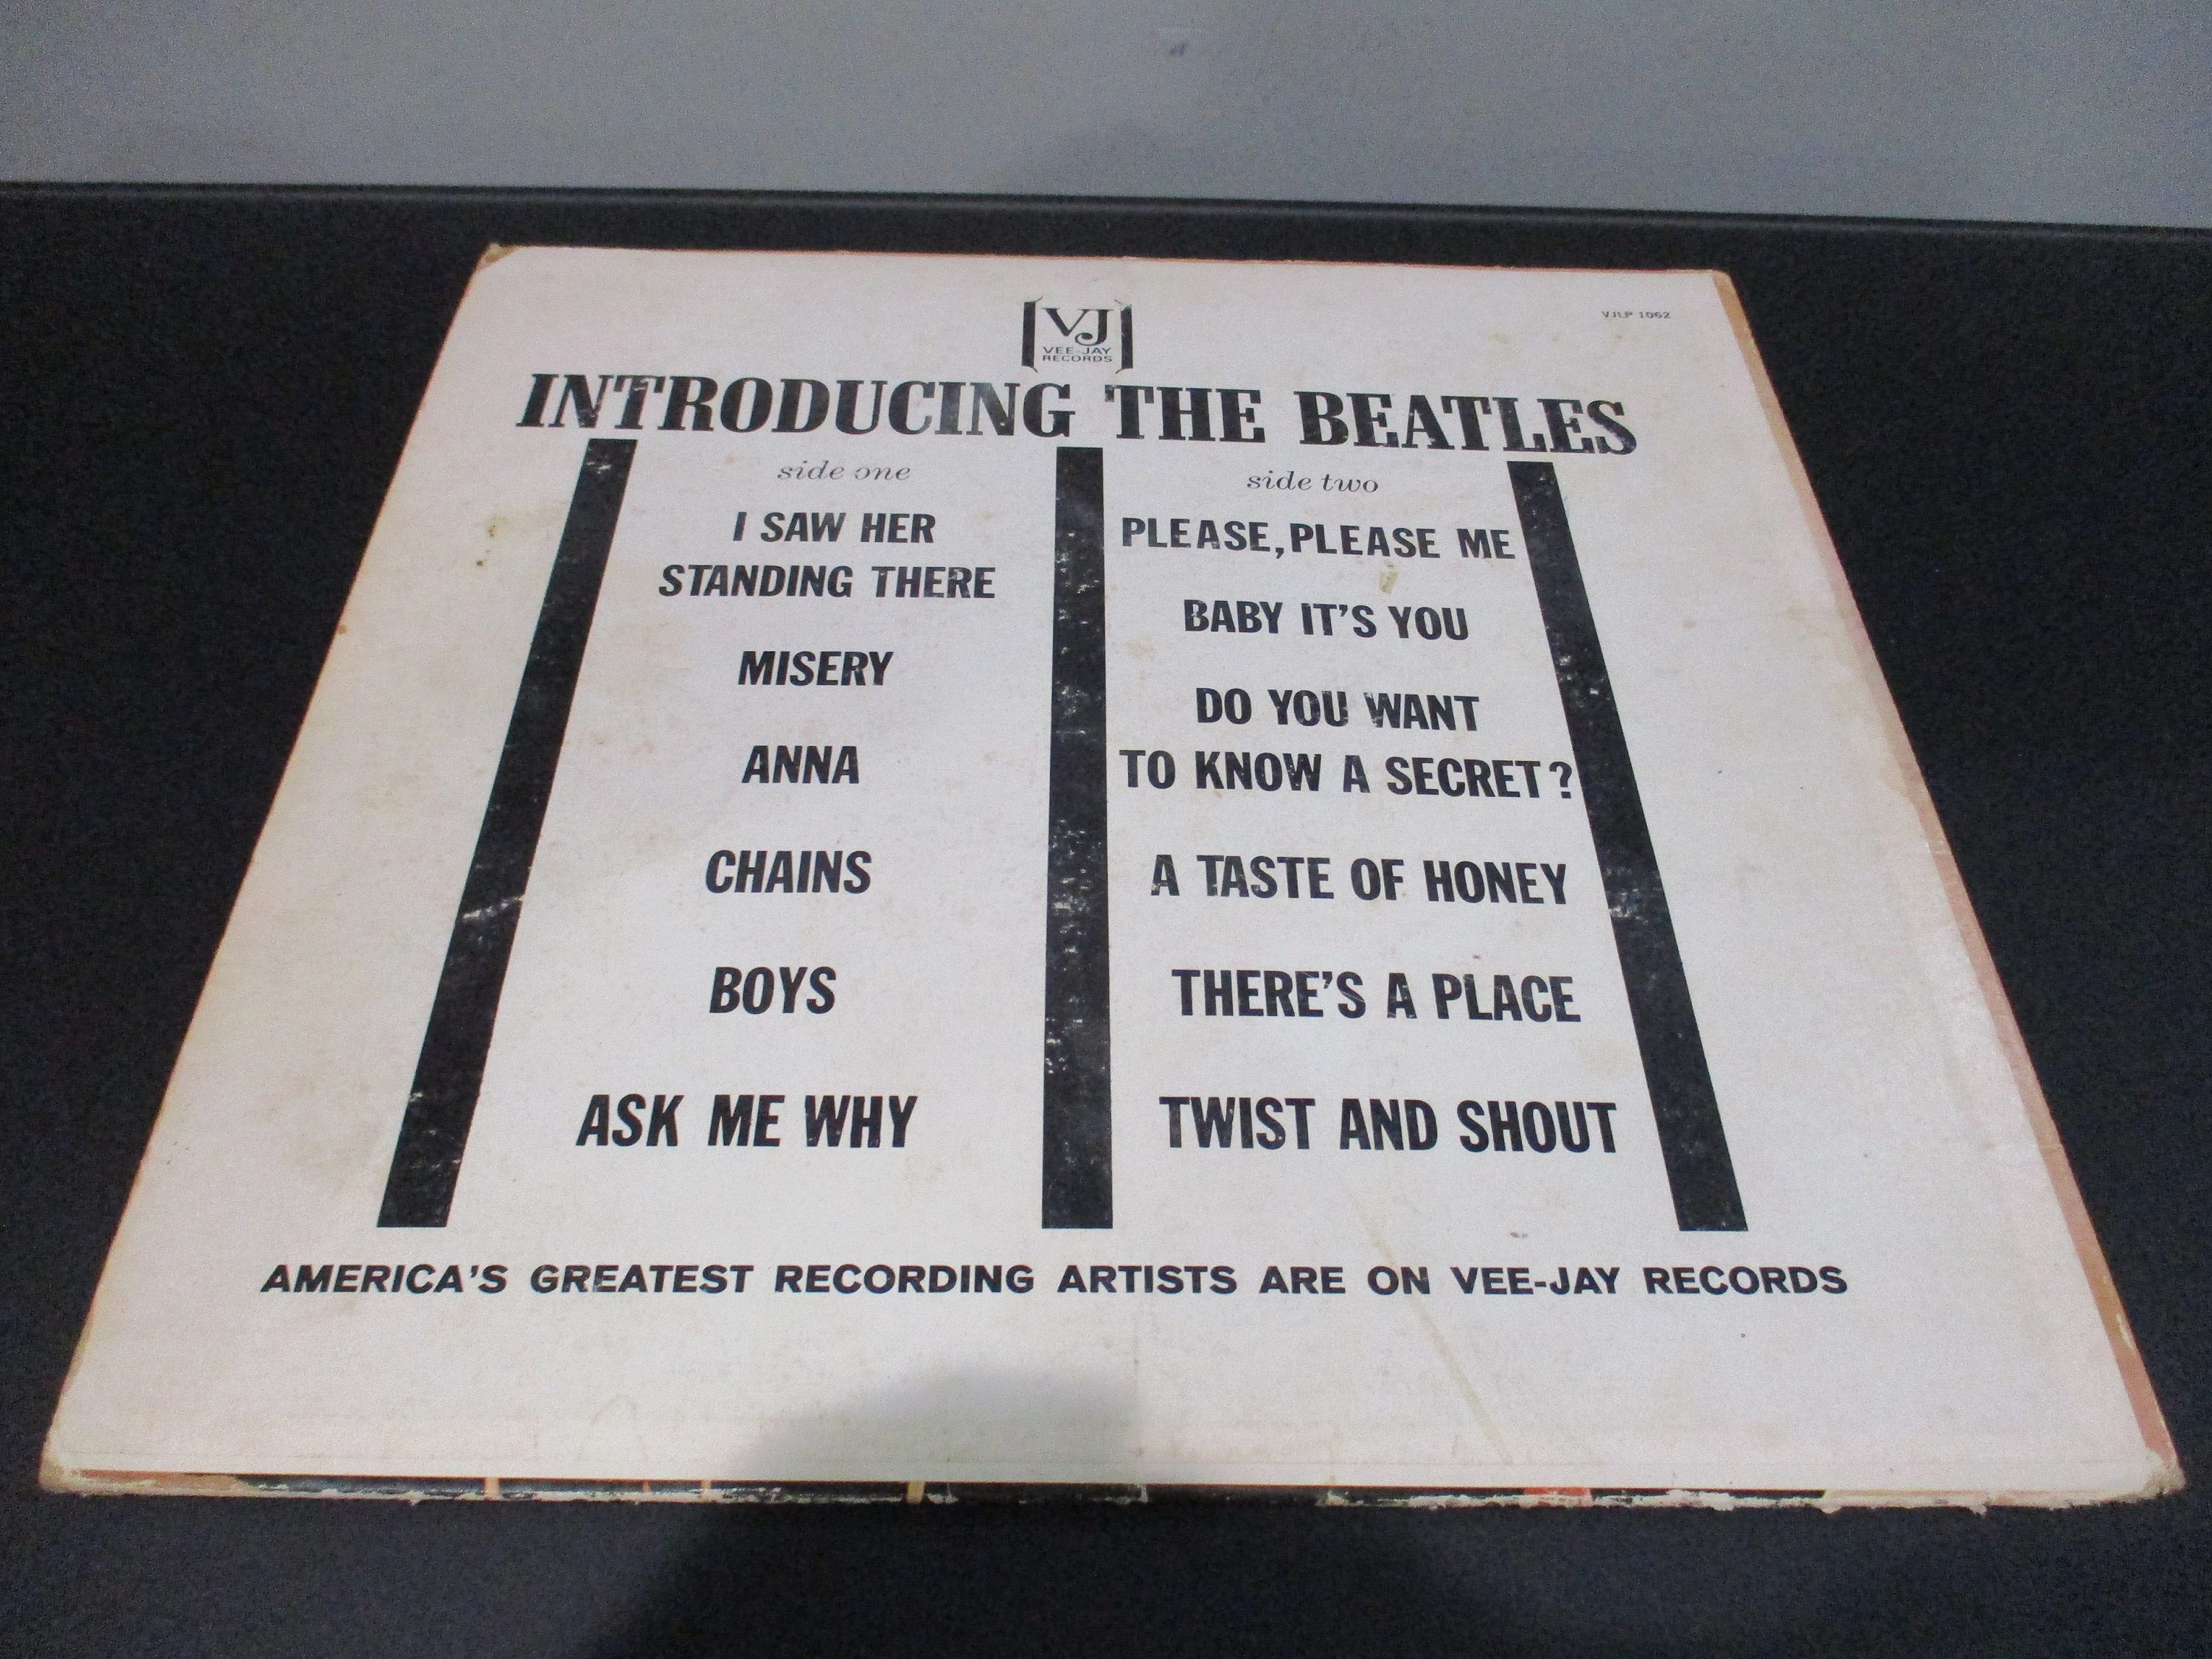 VJ
VEE-JAY
RECORDS
VJLP 1062
INTRODUCING THE BEATLES
side one
I SAW HER
STANDING THERE
MISERY
ANNA
CHAINS
BOYS
ASK ME WHY
side two
PLEASE, PLEASE ME
BABY IT'S YOU
DO YOU WANT
TO KNOW A SECRET?
A TASTE OF HONEY
THERE'S A PLACE
TWIST AND SHOUT
AMERICA'S GREATEST RECORDING ARTISTS ARE ON VEE-JAY RECORDS